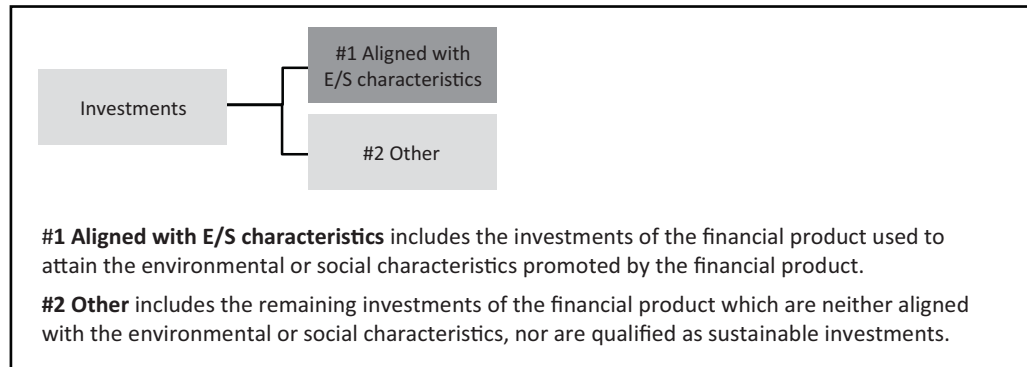 #1 Aligned with
E/S characteristics
Investments
#2 Other
#1 Aligned with E/S characteristics includes the investments of the financial product used to
attain the environmental or social characteristics promoted by the financial product.
#2 Other includes the remaining investments of the financial product which are neither aligned
with the environmental or social characteristics, nor are qualified as sustainable investments.